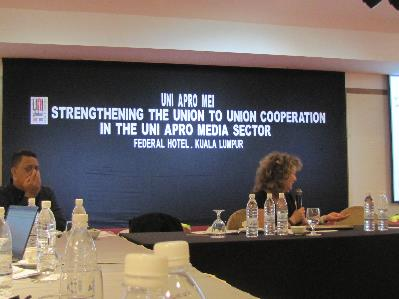 UNI
UNI APRO MEI
STRENGTHENING THE UNION TO UNION COOPERATION
IN THE UNI APRO MEDIA SECTOR
FEDERAL HOTEL, KUALA LUMPUR